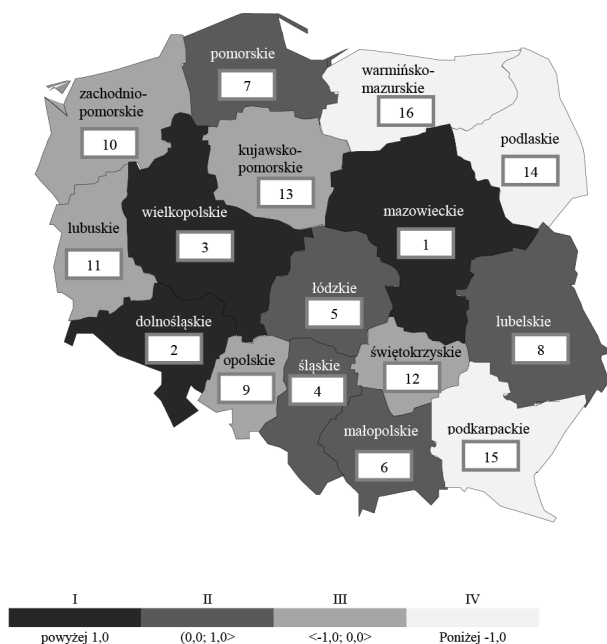 pomorskie
7
warmińsko-
mazurskie
16
zachodnio-
pomorskie
10
podlaskie
14
kujawsko-
pomorskie
13
wielkopolskie
3
mazowieckie
1
lubuskie
11
łódzkie
5
dolnośląskie
2
lubelskie
8
opolskie
9
śląskie
4
świętokrzyskie
12
małopolskie
6
podkarpackie
15
I II III IV
powyżej 1,0 (0,0; 1,0> <-1,0; 0,0> Poniżej -1,0